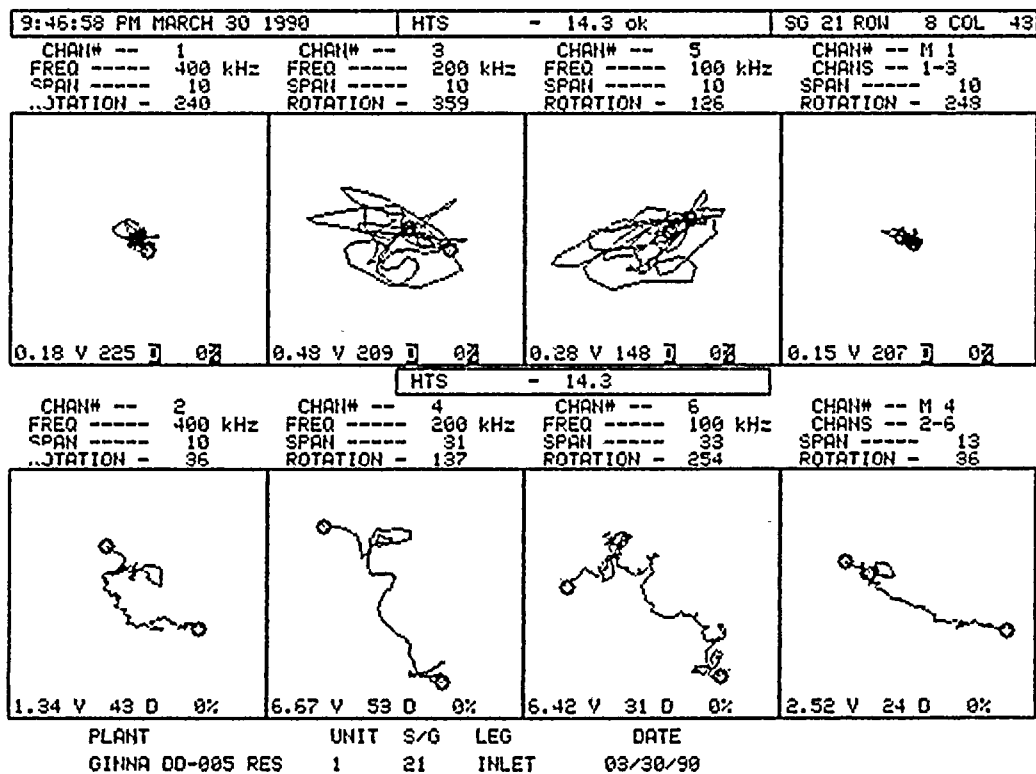 9:46:58 PM MARCH 30 1990 HTS - 14.3 ok SG 21 ROW 8 COL 43
CHAN# -- 1 CHAN# -- 3 CHAN# -- 5 CHAN# -- M 1
FREQ ----- 400 kHz FREQ ----- 200 kHz FREQ ----- 100 kHz CHANS -- 1-3
SPAN ----- 10 SPAN ----- 10 SPAN ----- 10 SPAN ----- 10
ROTATION - 240 ROTATION - 359 ROTATION - 126 ROTATION - 248
0.18 V 225 D 0% 0.48 V 209 D 0% 0.28 V 148 D 0% 0.15 V 207 D 0%
HTS - 14.3
CHAN# -- 2 CHAN# -- 4 CHAN# -- 6 CHAN# -- M 4
FREQ ----- 400 kHz FREQ ----- 200 kHz FREQ ----- 100 kHz CHANS -- 2-6
SPAN ----- 10 SPAN ----- 31 SPAN ----- 33 SPAN ----- 13
ROTATION - 36 ROTATION - 137 ROTATION - 254 ROTATION - 36
1.34 V 43 D 0% 6.67 V 53 D 0% 6.42 V 31 D 0% 2.52 V 24 D 0%
PLANT UNIT S/G LEG DATE
GINNA DD-005 RES 1 21 INLET 03/30/90